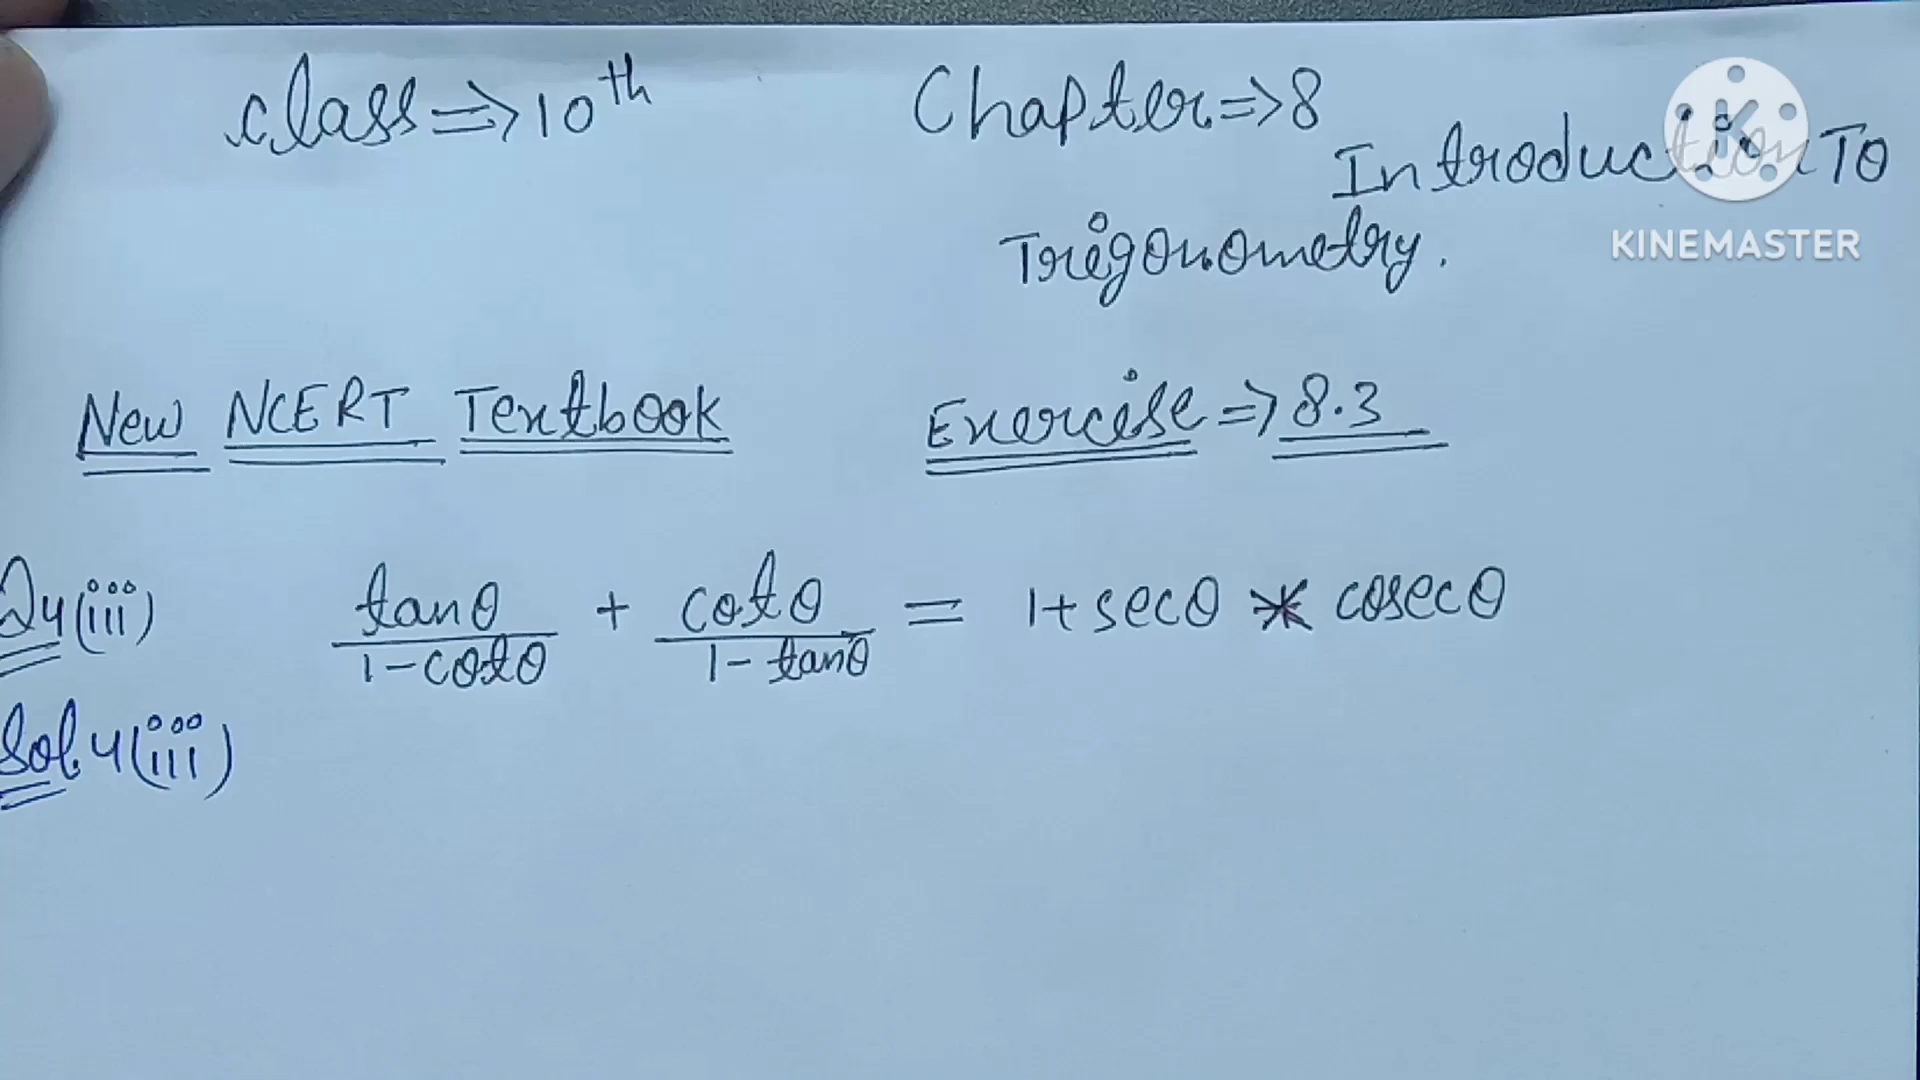 class => 10th Chapter => 8
Introduction To
Trigonometry.
KINEMASTER
New NCERT Textbook Exercise => 8.3
Q4(iii) tanθ/(1-cotθ) + cotθ/(1-tanθ) = 1+secθ * cosecθ
Sol.4(iii)